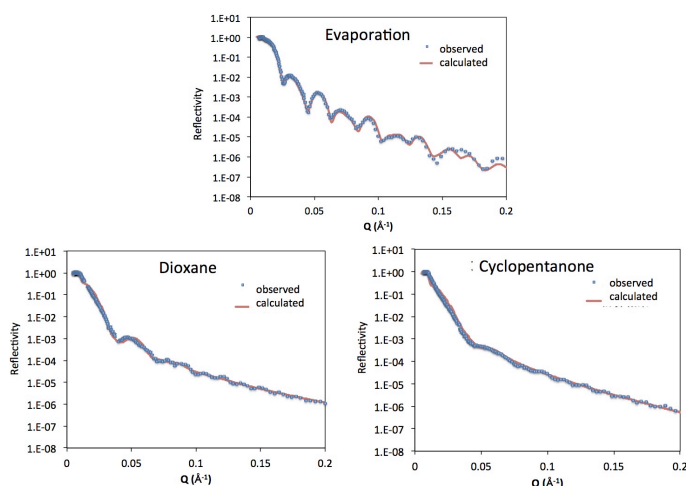 Evaporation
observed
calculated
Reflectivity
1.E+01
1.E+00
1.E-01
1.E-02
1.E-03
1.E-04
1.E-05
1.E-06
1.E-07
1.E-08
0 0.05 0.1 0.15 0.2
Q (Å⁻¹)
Dioxane
observed
calculated
Reflectivity
1.E+01
1.E+00
1.E-01
1.E-02
1.E-03
1.E-04
1.E-05
1.E-06
1.E-07
1.E-08
0 0.05 0.1 0.15 0.2
Q (Å⁻¹)
Cyclopentanone
observed
calculated
Reflectivity
1.E+01
1.E+00
1.E-01
1.E-02
1.E-03
1.E-04
1.E-05
1.E-06
1.E-07
1.E-08
0 0.05 0.1 0.15 0.2
Q (Å⁻¹)